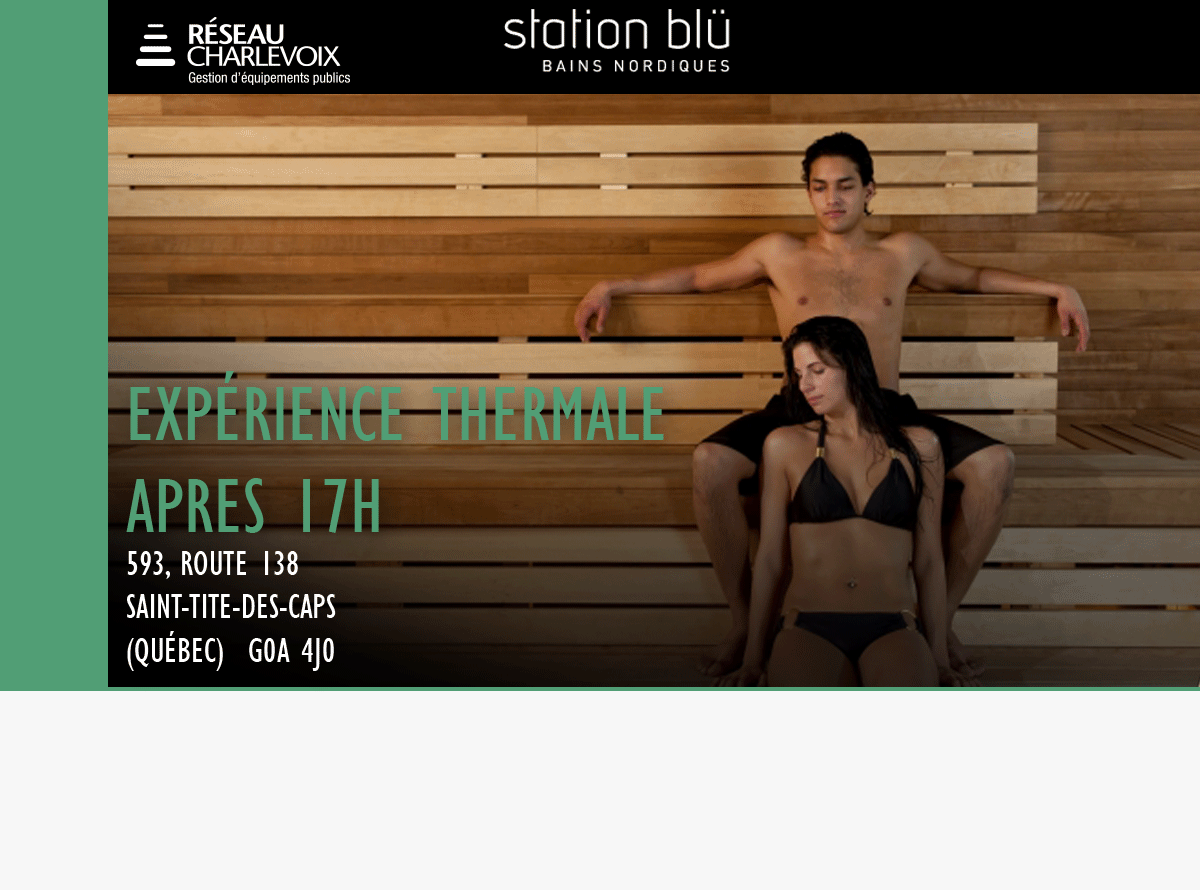 RÉSEAU
CHARLEVOIX
Gestion d'équipements publics
station blü
BAINS NORDIQUES
EXPÉRIENCE THERMALE
APRES 17H
593, ROUTE 138
SAINT-TITE-DES-CAPS
(QUÉBEC) G0A 4J0